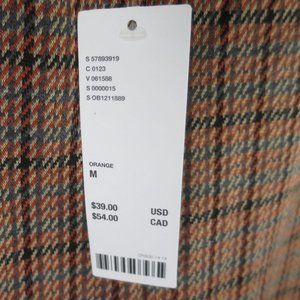 S 57893919
C 0123
V 061588
S 0000015
S OB1211889
ORANGE
M
$39.00 USD
$54.00 CAD